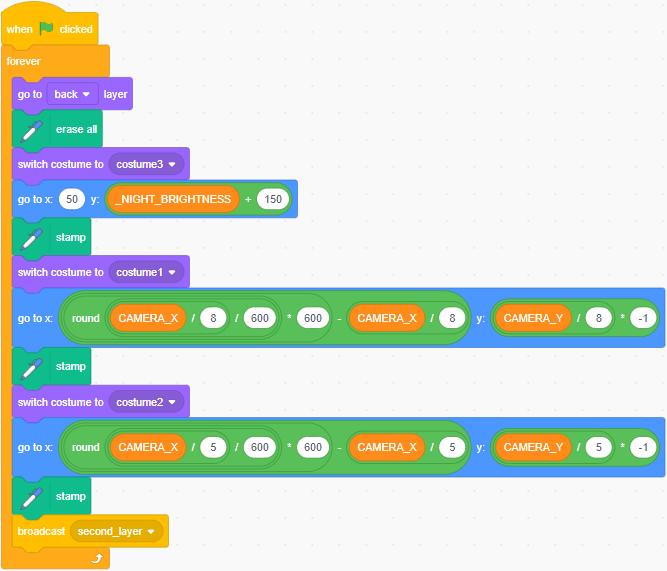 when clicked
forever
go to back layer
erase all
switch costume to costume3
go to x: 50 y: _NIGHT_BRIGHTNESS + 150
stamp
switch costume to costume1
go to x: round CAMERA_X / 8 / 600 * 600 - CAMERA_X / 8 y: CAMERA_Y / 8 * -1
stamp
switch costume to costume2
go to x: round CAMERA_X / 5 / 600 * 600 - CAMERA_X / 5 y: CAMERA_Y / 5 * -1
stamp
broadcast second_layer